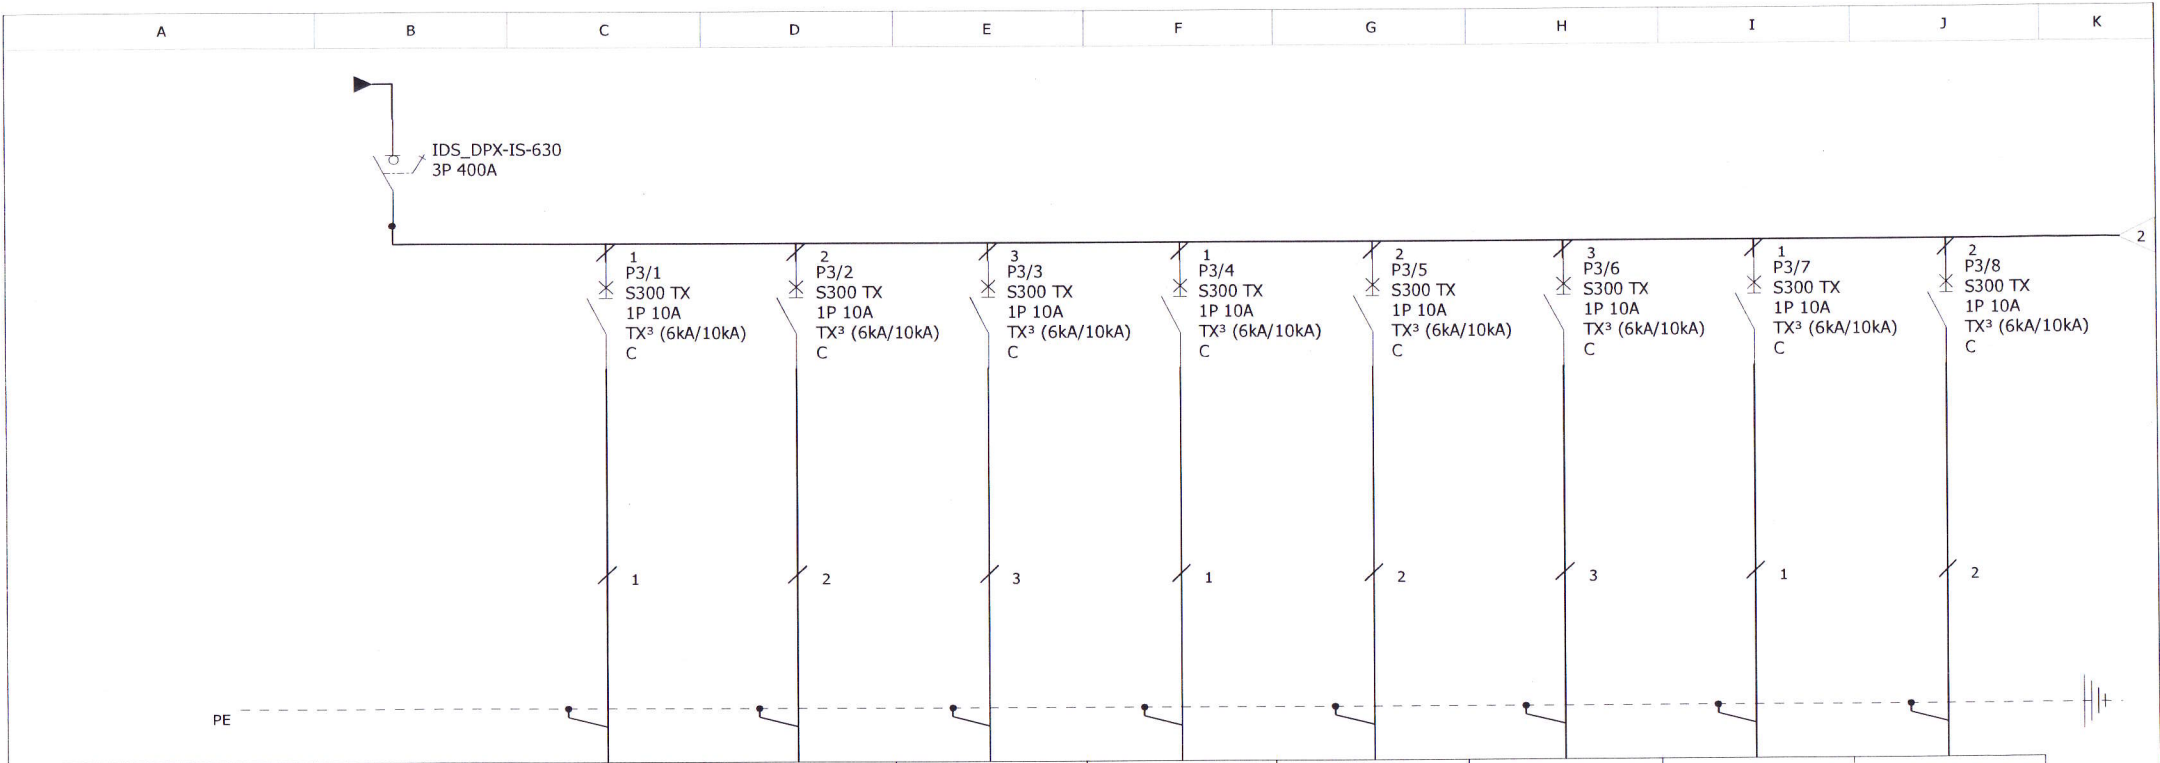 A B C D E F G H I J K
IDS_DPX-IS-630
3P 400A
2
1
P3/1
S300 TX
1P 10A
TX³ (6kA/10kA)
C
2
P3/2
S300 TX
1P 10A
TX³ (6kA/10kA)
C
3
P3/3
S300 TX
1P 10A
TX³ (6kA/10kA)
C
1
P3/4
S300 TX
1P 10A
TX³ (6kA/10kA)
C
2
P3/5
S300 TX
1P 10A
TX³ (6kA/10kA)
C
3
P3/6
S300 TX
1P 10A
TX³ (6kA/10kA)
C
1
P3/7
S300 TX
1P 10A
TX³ (6kA/10kA)
C
2
P3/8
S300 TX
1P 10A
TX³ (6kA/10kA)
C
1 2 3 1 2 3 1 2
PE